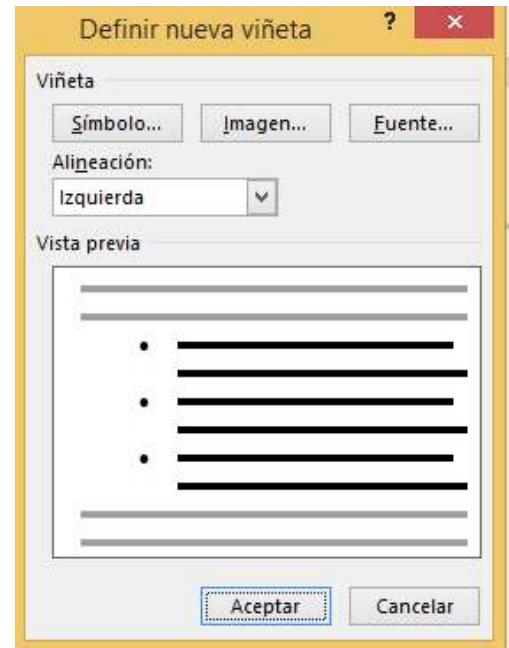 Definir nueva viñeta ? ×
Viñeta
Símbolo... Imagen... Fuente...
Alineación:
Izquierda
Vista previa
Aceptar Cancelar